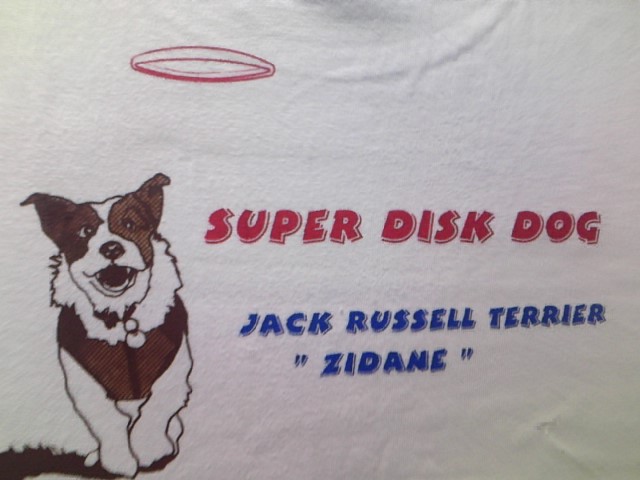 SUPER DISK DOG
JACK RUSSELL TERRIER
" ZIDANE "